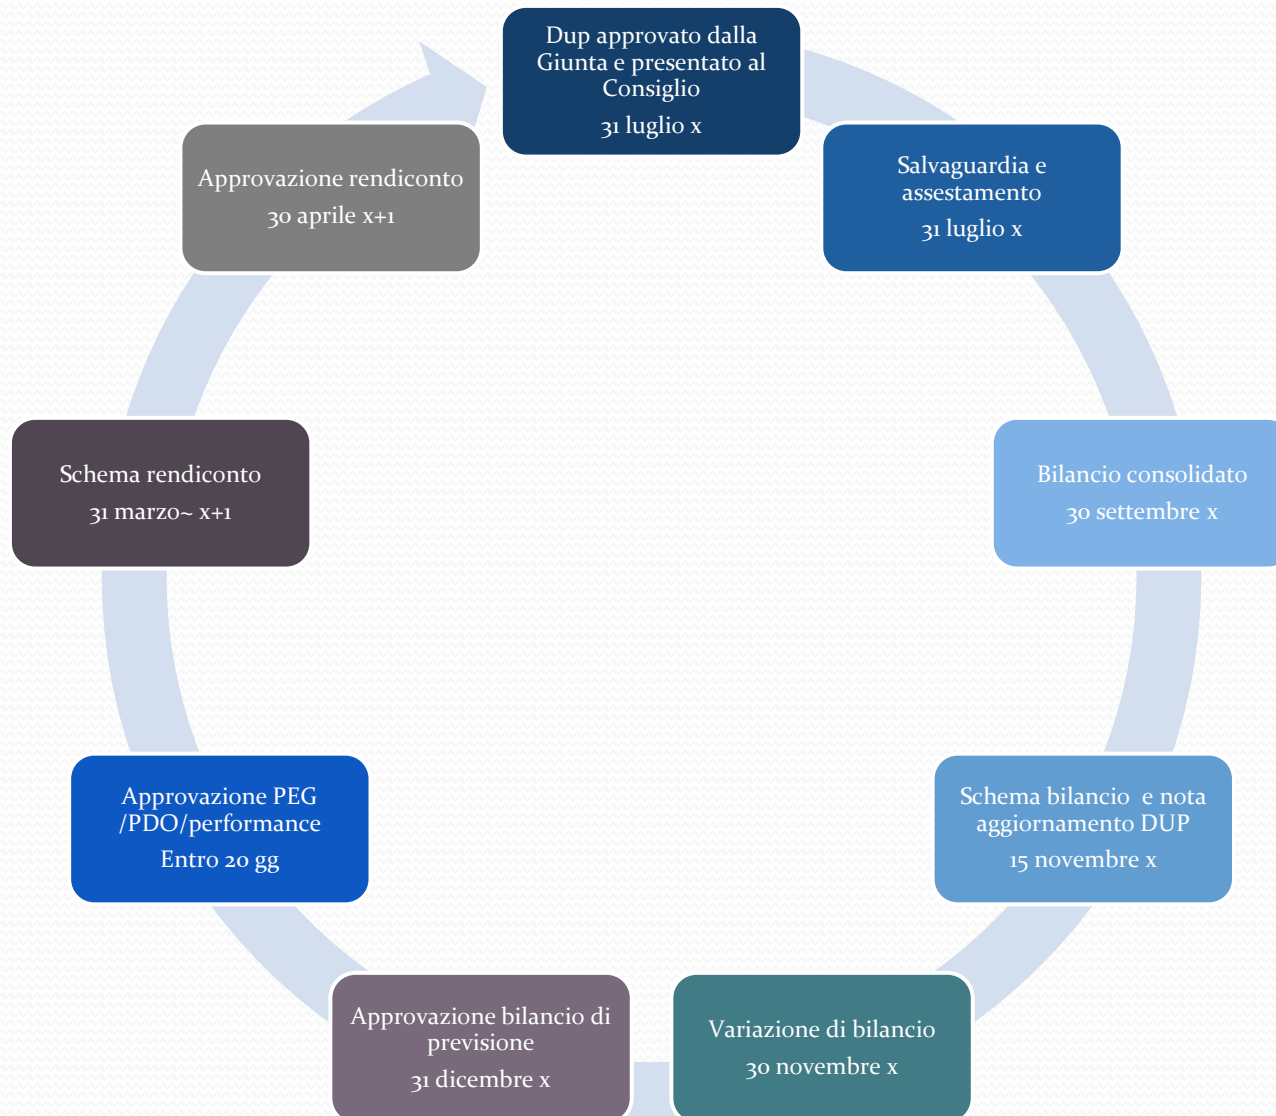 Dup approvato dalla
Giunta e presentato al
Consiglio
31 luglio x
Salvaguardia e
assestamento
31 luglio x
Bilancio consolidato
30 settembre x
Schema bilancio  e nota
aggiornamento DUP
15 novembre x
Variazione di bilancio
30 novembre x
Approvazione bilancio di
previsione
31 dicembre x
Approvazione PEG
/PDO/performance
Entro 20 gg
Schema rendiconto
31 marzo~ x+1
Approvazione rendiconto
30 aprile x+1